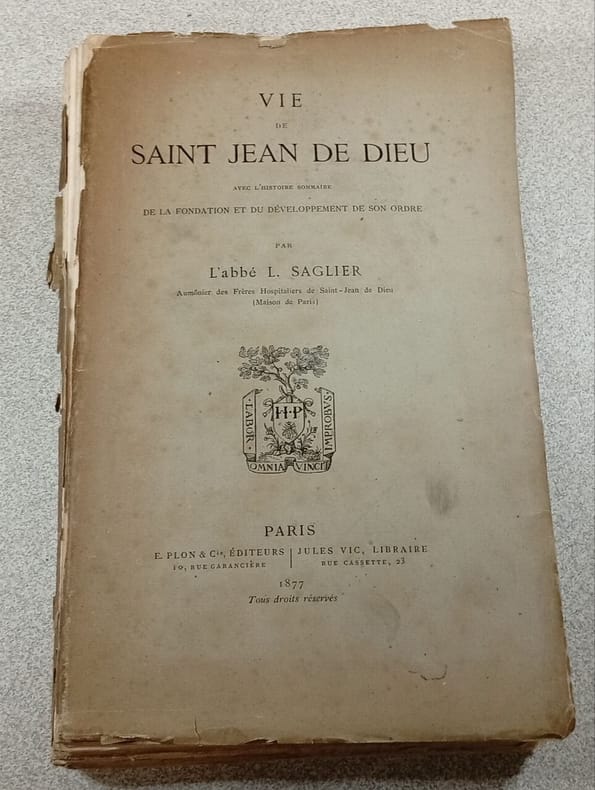 VIE
DE
SAINT JEAN DE DIEU
AVEC L'HISTOIRE SOMMAIRE
DE LA FONDATION ET DU DÉVELOPPEMENT DE SON ORDRE
PAR
L'abbé L. SAGLIER
Aumônier des Frères Hospitaliers de Saint-Jean de Dieu
(Maison de Paris)
H·P
·LABOR·
OMNIA VINCIT
IMPROBVS·
PARIS
E. PLON & Cie, ÉDITEURS
10, RUE GARANCIÈRE
JULES VIC, LIBRAIRE
RUE CASSETTE, 23
1877
Tous droits réservés